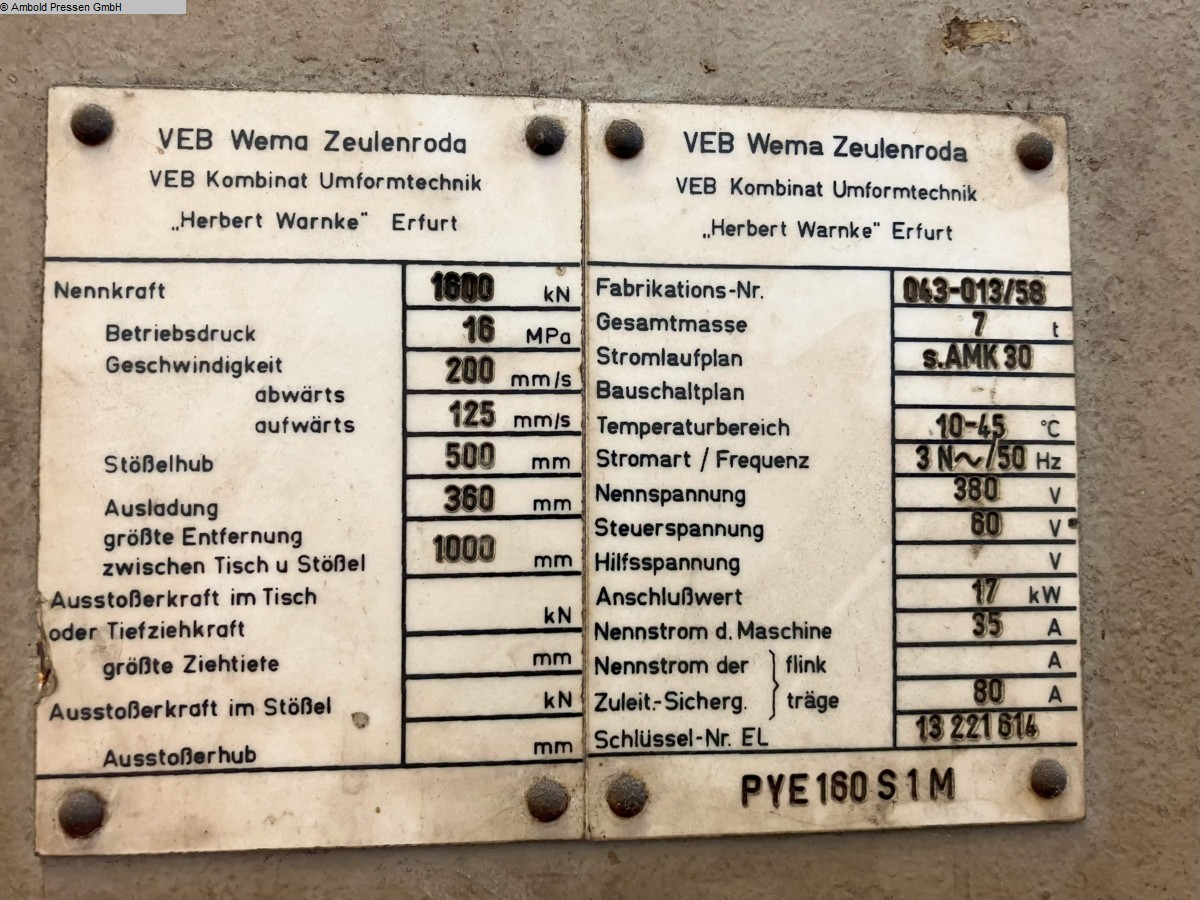 © Ambold Pressen GmbH
VEB Wema Zeulenroda
VEB Kombinat Umformtechnik
„Herbert Warnke" Erfurt
Nennkraft 1600 kN
Betriebsdruck 16 MPa
Geschwindigkeit
abwärts 200 mm/s
aufwärts 125 mm/s
Stößelhub 500 mm
Ausladung 360 mm
größte Entfernung
zwischen Tisch u Stößel 1000 mm
Ausstoßerkraft im Tisch
oder Tiefziehkraft kN
größte Ziehtiefe mm
Ausstoßerkraft im Stößel kN
Ausstoßerhub mm
VEB Wema Zeulenroda
VEB Kombinat Umformtechnik
„Herbert Warnke" Erfurt
Fabrikations-Nr. 043-013/58
Gesamtmasse 7 t
Stromlaufplan s.AMK 30
Bauschaltplan
Temperaturbereich 10-45 °C
Stromart / Frequenz 3 N~/50 Hz
Nennspannung 380 V
Steuerspannung 60 V
Hilfsspannung V
Anschlußwert 17 kW
Nennstrom d. Maschine 35 A
Nennstrom der } flink A
Zuleit.-Sicherg. träge 80 A
Schlüssel-Nr. EL 13 221 614
PYE 160 S 1 M